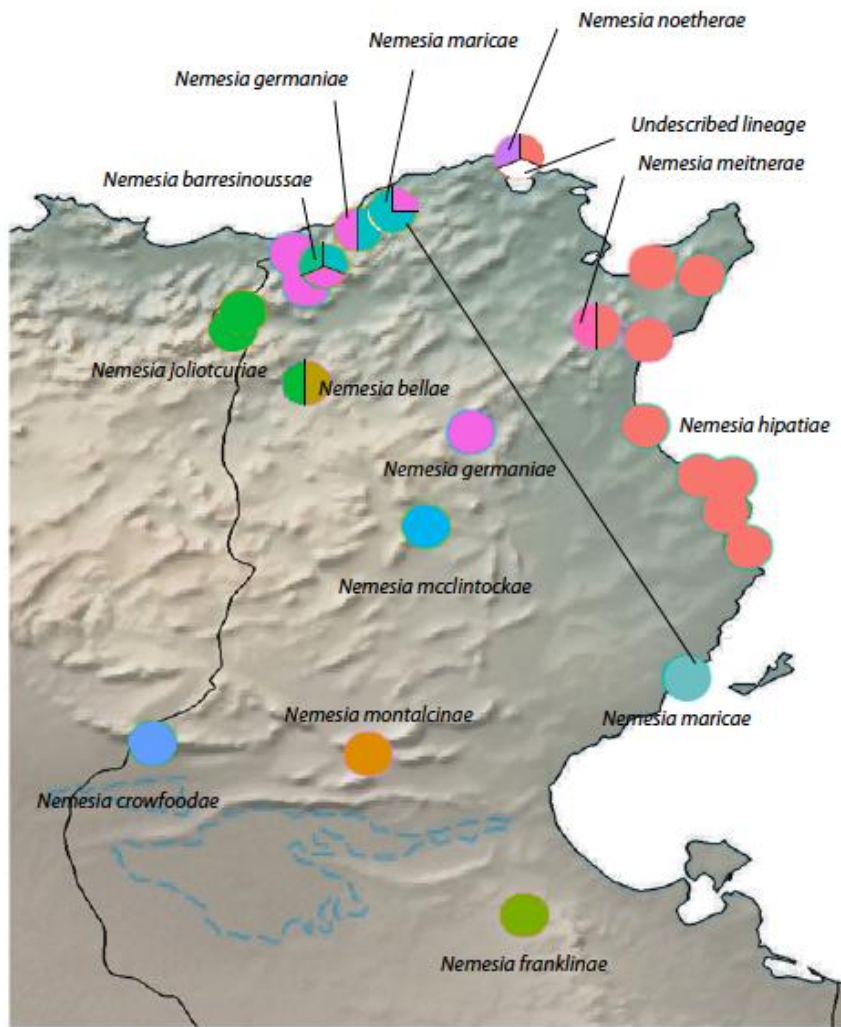 Nemesia noetherae
Nemesia maricae
Nemesia germaniae
Undescribed lineage
Nemesia meitnerae
Nemesia barresinoussae
Nemesia joliotcuriae
Nemesia bellae
Nemesia hipatiae
Nemesia germaniae
Nemesia mcclintockae
Nemesia montalcinae
Nemesia maricae
Nemesia crowfoodae
Nemesia franklinae